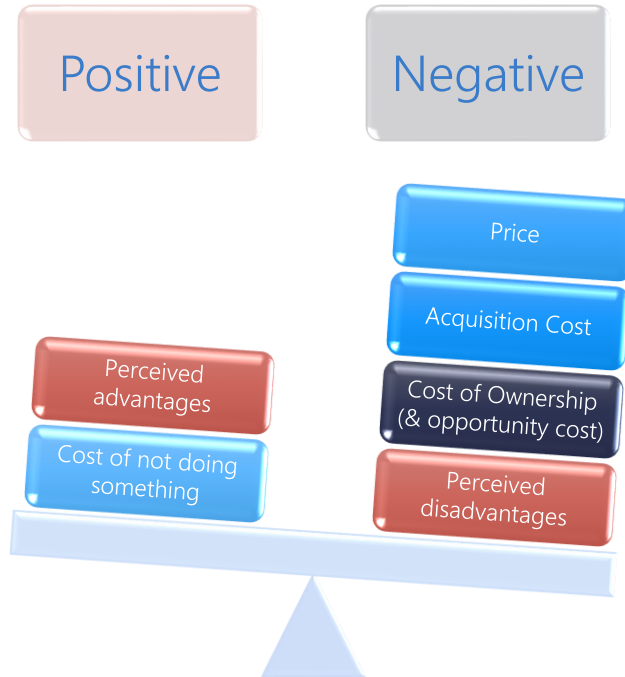 Positive
Negative
Price
Acquisition Cost
Perceived
advantages
Cost of Ownership
(& opportunity cost)
Cost of not doing
something
Perceived
disadvantages